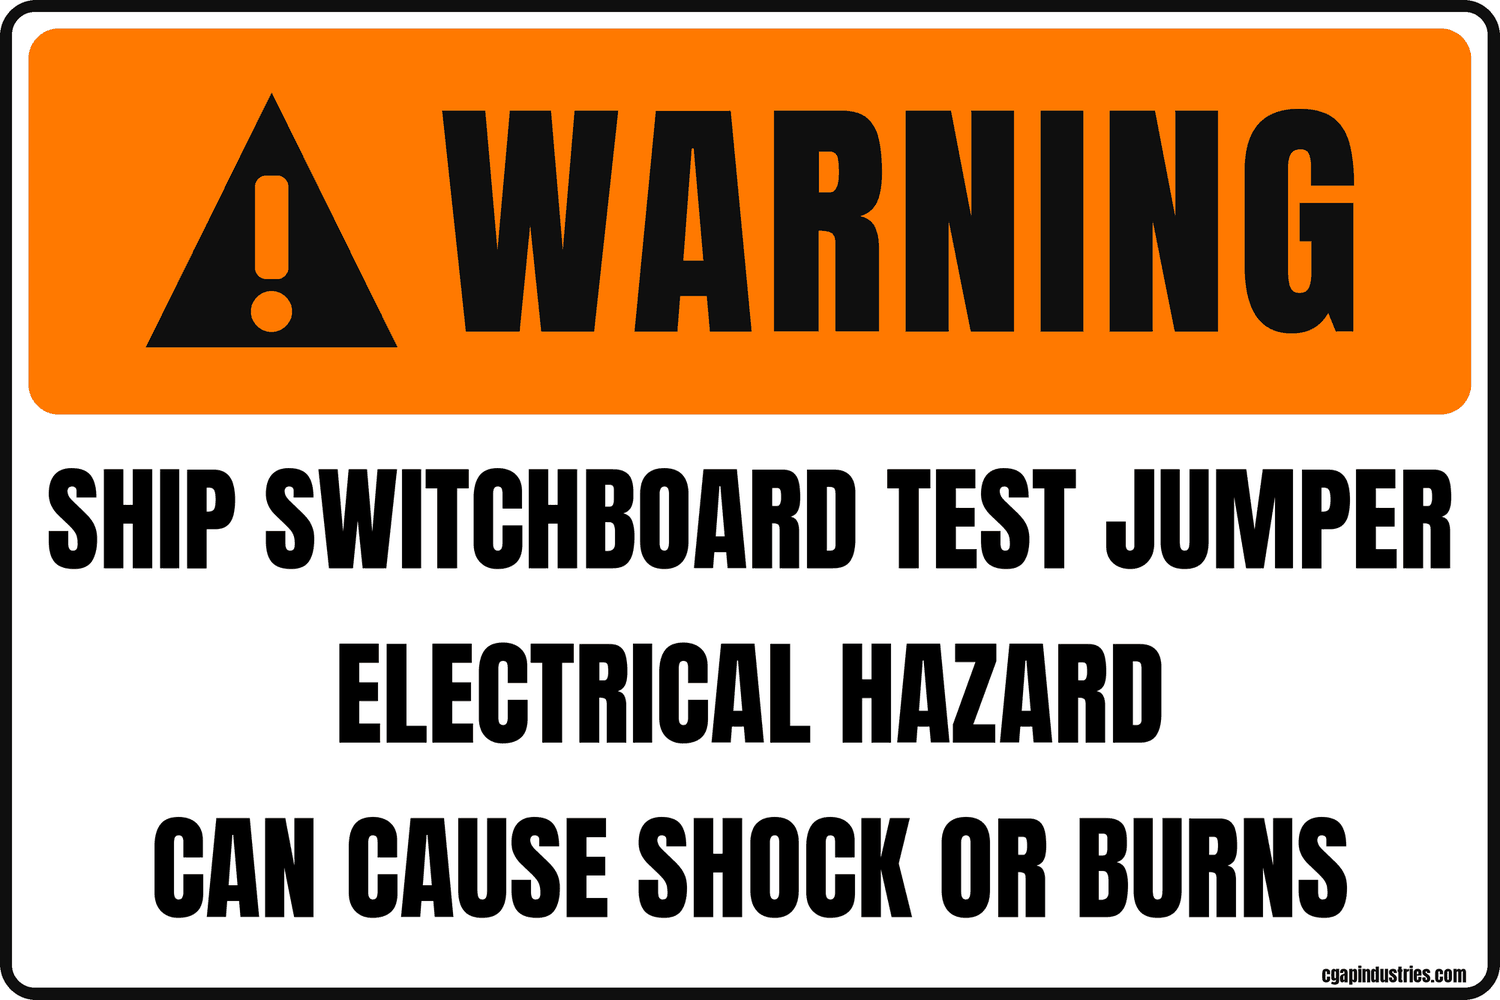 WARNING
SHIP SWITCHBOARD TEST JUMPER
ELECTRICAL HAZARD
CAN CAUSE SHOCK OR BURNS
cgapindustries.com